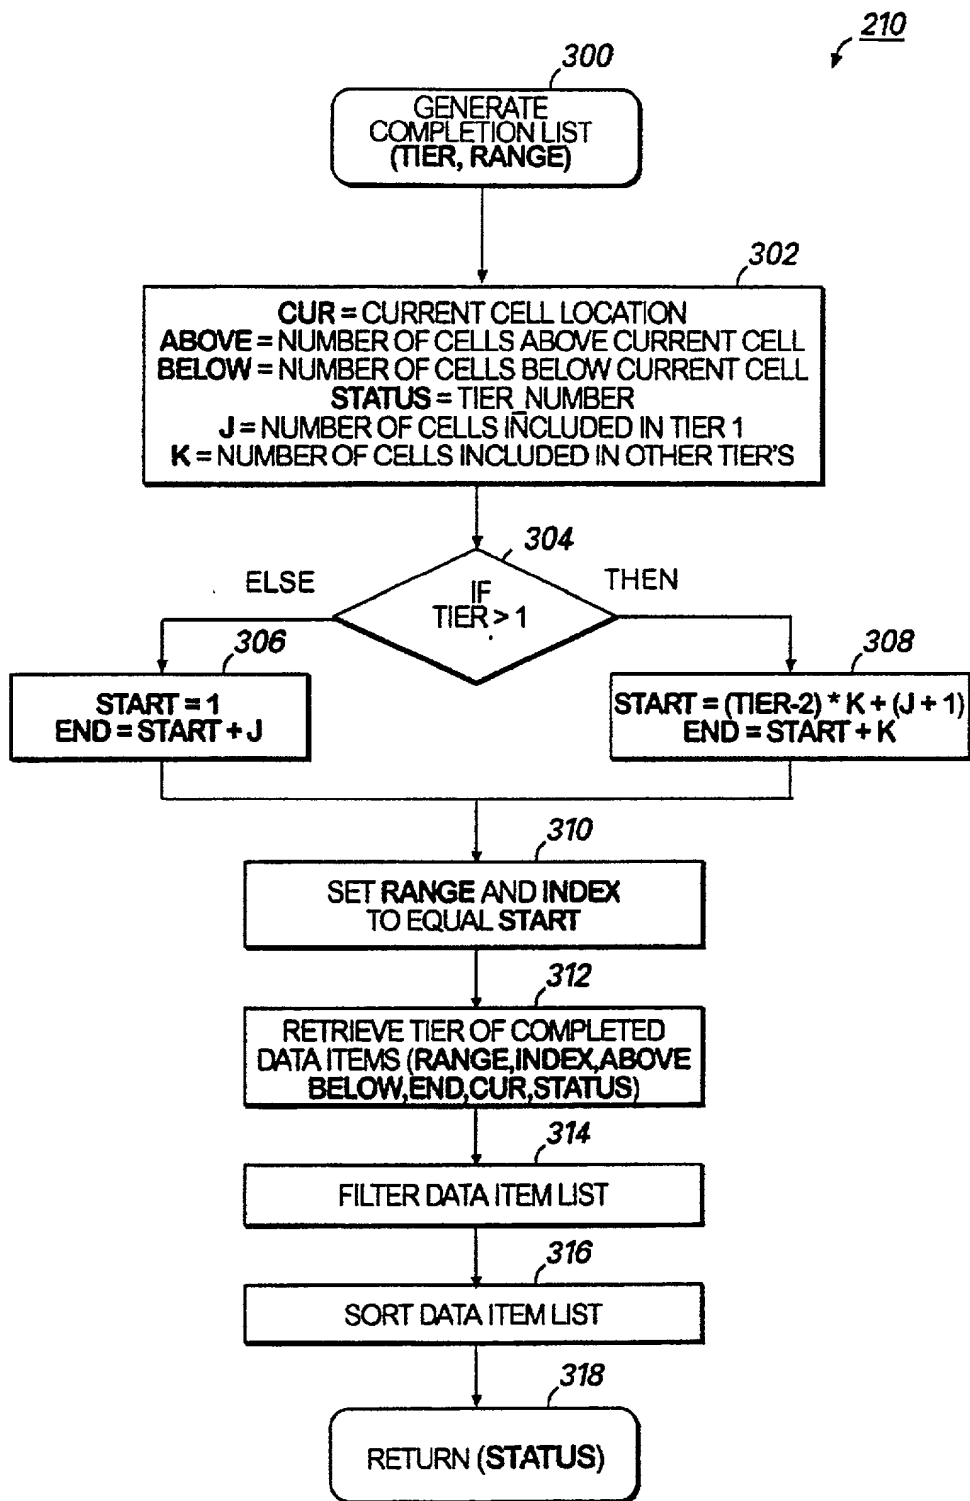 210
300
GENERATE
COMPLETION LIST
(TIER, RANGE)
302
CUR = CURRENT CELL LOCATION
ABOVE = NUMBER OF CELLS ABOVE CURRENT CELL
BELOW = NUMBER OF CELLS BELOW CURRENT CELL
STATUS = TIER_NUMBER
J = NUMBER OF CELLS INCLUDED IN TIER 1
K = NUMBER OF CELLS INCLUDED IN OTHER TIER'S
304
ELSE
IF
TIER > 1
THEN
306
START = 1
END = START + J
308
START = (TIER-2) * K + (J + 1)
END = START + K
310
SET RANGE AND INDEX
TO EQUAL START
312
RETRIEVE TIER OF COMPLETED
DATA ITEMS (RANGE,INDEX,ABOVE
BELOW,END,CUR,STATUS)
314
FILTER DATA ITEM LIST
316
SORT DATA ITEM LIST
318
RETURN (STATUS)